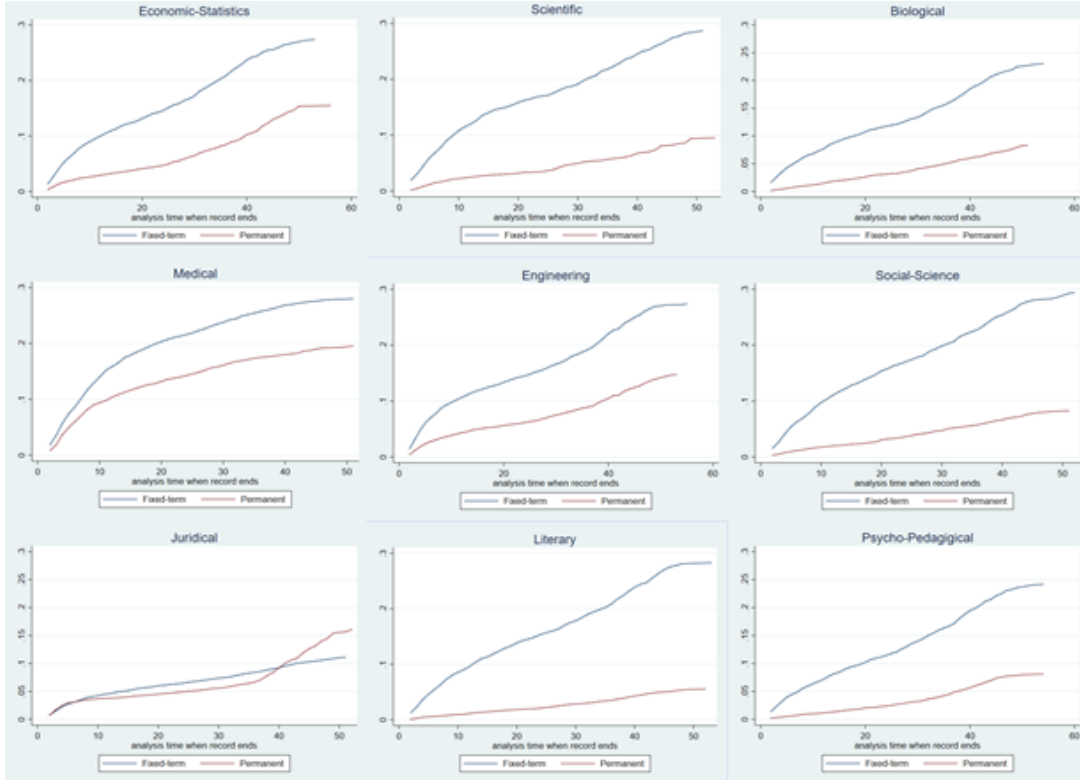 Economic-Statistics
.3
.2
.1
0
0 20 40 60
analysis time when record ends
Fixed-term Permanent
Scientific
.3
.2
.1
0
0 10 20 30 40 50
analysis time when record ends
Fixed-term Permanent
Biological
.3
.25
.2
.15
.1
.05
0
0 20 40 60
analysis time when record ends
Fixed-term Permanent
Medical
.3
.2
.1
0
0 10 20 30 40 50
analysis time when record ends
Fixed-term Permanent
Engineering
.3
.2
.1
0
0 20 40 60
analysis time when record ends
Fixed-term Permanent
Social-Science
.3
.2
.1
0
0 10 20 30 40 50
analysis time when record ends
Fixed-term Permanent
Juridical
.3
.25
.2
.15
.1
.05
0
0 10 20 30 40 50
analysis time when record ends
Fixed-term Permanent
Literary
.3
.2
.1
0
0 10 20 30 40 50
analysis time when record ends
Fixed-term Permanent
Psycho-Pedagigical
.3
.25
.2
.15
.1
.05
0
0 20 40 60
analysis time when record ends
Fixed-term Permanent